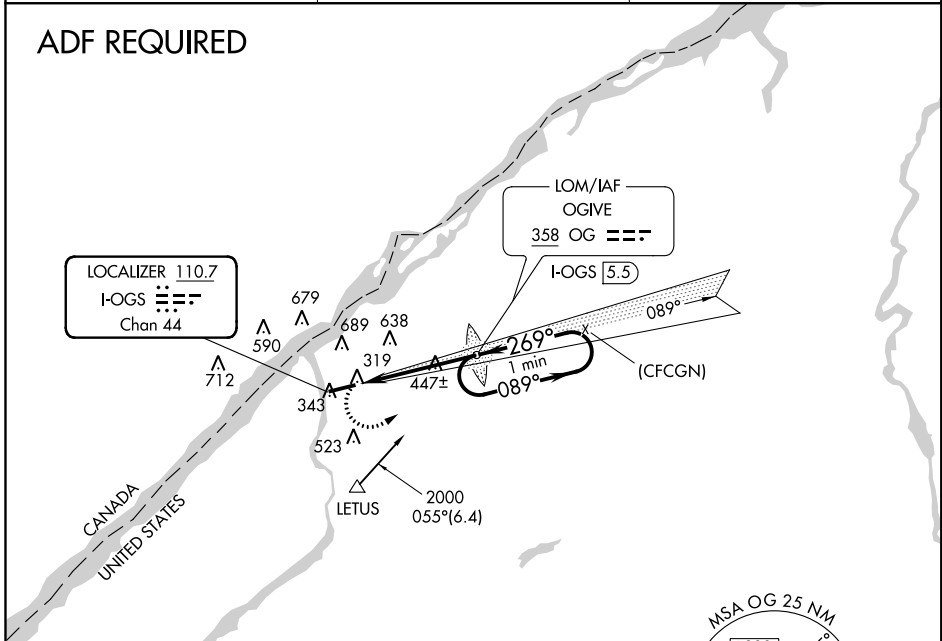 ADF REQUIRED
LOM/IAF
OGIVE
358 OG
I-OGS 5.5
LOCALIZER 110.7
I-OGS
Chan 44
679
590
689
638
712
319
343
447±
523
269°
1 min
089°
089°
(CFCGN)
LETUS
2000
055°(6.4)
CANADA
UNITED STATES
MSA OG 25 NM